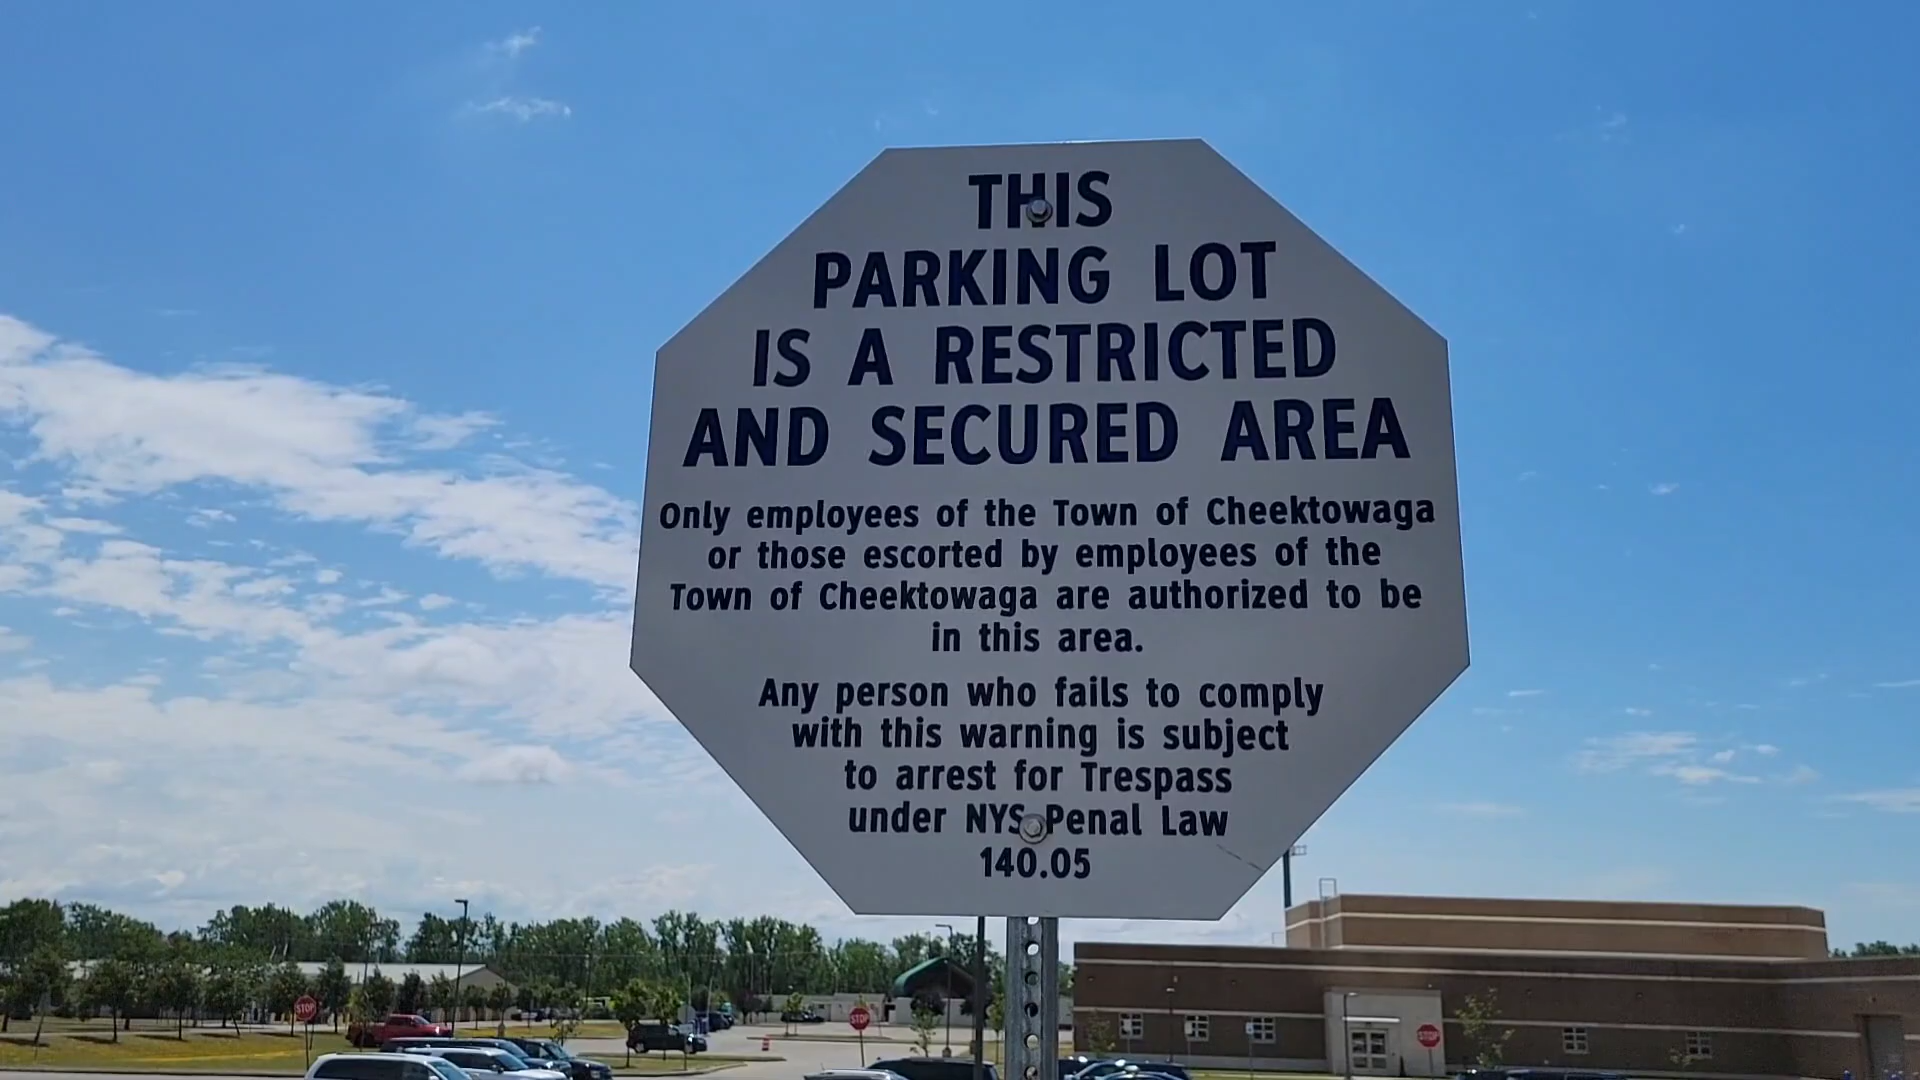 THIS
PARKING LOT
IS A RESTRICTED
AND SECURED AREA
Only employees of the Town of Cheektowaga
or those escorted by employees of the
Town of Cheektowaga are authorized to be
in this area.
Any person who fails to comply
with this warning is subject
to arrest for Trespass
under NYS Penal Law
140.05
STOP
STOP
STOP